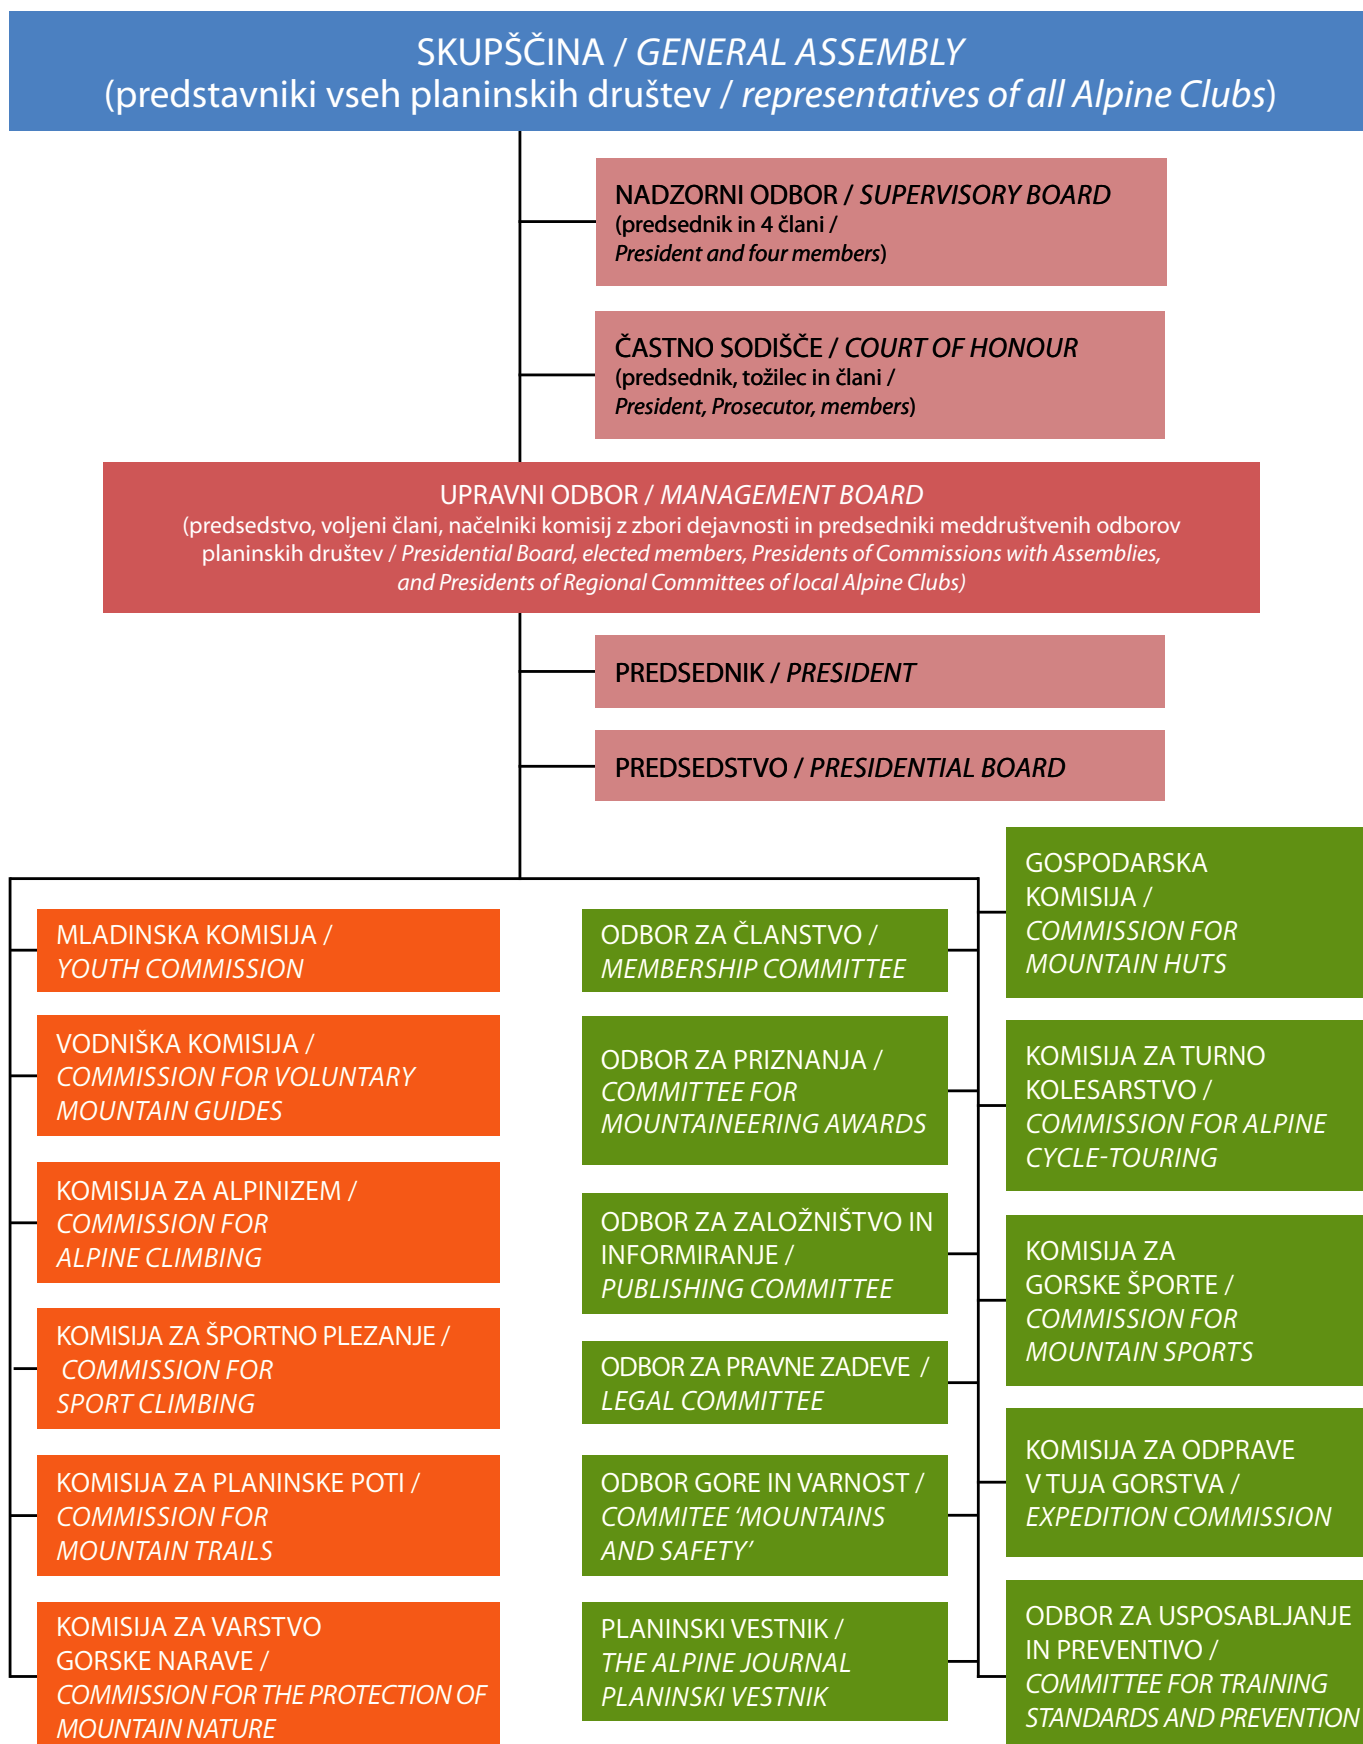 SKUPŠČINA / GENERAL ASSEMBLY
(predstavniki vseh planinskih društev / representatives of all Alpine Clubs)
NADZORNI ODBOR / SUPERVISORY BOARD
(predsednik in 4 člani /
President and four members)
ČASTNO SODIŠČE / COURT OF HONOUR
(predsednik, tožilec in člani /
President, Prosecutor, members)
UPRAVNI ODBOR / MANAGEMENT BOARD
(predsedstvo, voljeni člani, načelniki komisij z zbori dejavnosti in predsedniki meddruštvenih odborov
planinskih društev / Presidential Board, elected members, Presidents of Commissions with Assemblies,
and Presidents of Regional Committees of local Alpine Clubs)
PREDSEDNIK / PRESIDENT
PREDSEDSTVO / PRESIDENTIAL BOARD
MLADINSKA KOMISIJA /
YOUTH COMMISSION
VODNIŠKA KOMISIJA /
COMMISSION FOR VOLUNTARY
MOUNTAIN GUIDES
KOMISIJA ZA ALPINIZEM /
COMMISSION FOR
ALPINE CLIMBING
KOMISIJA ZA ŠPORTNO PLEZANJE /
COMMISSION FOR
SPORT CLIMBING
KOMISIJA ZA PLANINSKE POTI /
COMMISSION FOR
MOUNTAIN TRAILS
KOMISIJA ZA VARSTVO
GORSKE NARAVE /
COMMISSION FOR THE PROTECTION OF
MOUNTAIN NATURE
ODBOR ZA ČLANSTVO /
MEMBERSHIP COMMITTEE
ODBOR ZA PRIZNANJA /
COMMITTEE FOR
MOUNTAINEERING AWARDS
ODBOR ZA ZALOŽNIŠTVO IN
INFORMIRANJE /
PUBLISHING COMMITTEE
ODBOR ZA PRAVNE ZADEVE /
LEGAL COMMITTEE
ODBOR GORE IN VARNOST /
COMMITEE ‘MOUNTAINS
AND SAFETY’
PLANINSKI VESTNIK /
THE ALPINE JOURNAL
PLANINSKI VESTNIK
GOSPODARSKA
KOMISIJA /
COMMISSION FOR
MOUNTAIN HUTS
KOMISIJA ZA TURNO
KOLESARSTVO /
COMMISSION FOR ALPINE
CYCLE-TOURING
KOMISIJA ZA
GORSKE ŠPORTE /
COMMISSION FOR
MOUNTAIN SPORTS
KOMISIJA ZA ODPRAVE
V TUJA GORSTVA /
EXPEDITION COMMISSION
ODBOR ZA USPOSABLJANJE
IN PREVENTIVO /
COMMITTEE FOR TRAINING
STANDARDS AND PREVENTION